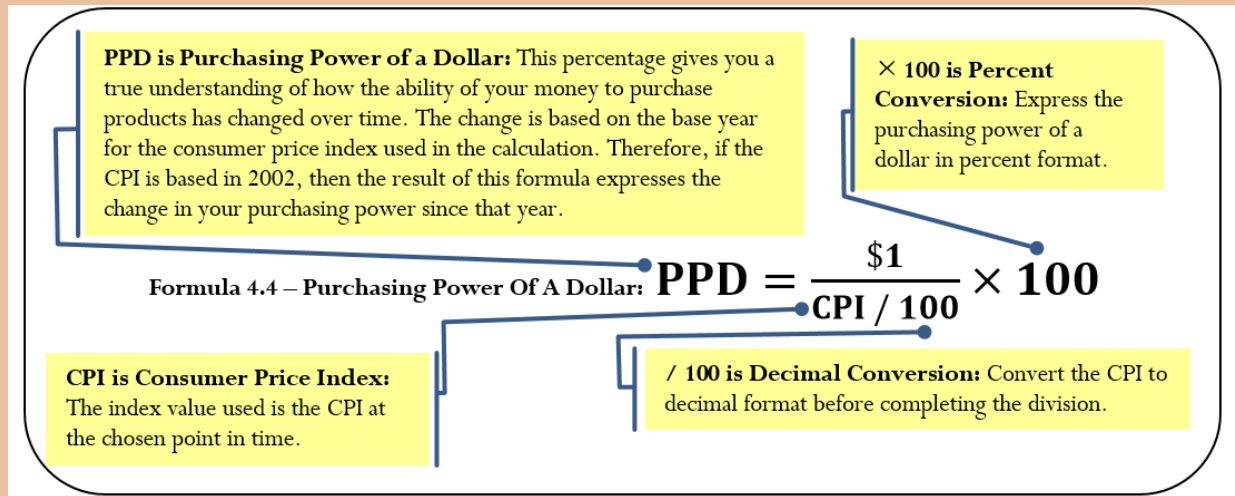 PPD is Purchasing Power of a Dollar: This percentage gives you a
true understanding of how the ability of your money to purchase
products has changed over time. The change is based on the base year
for the consumer price index used in the calculation. Therefore, if the
CPI is based in 2002, then the result of this formula expresses the
change in your purchasing power since that year.
× 100 is Percent
Conversion: Express the
purchasing power of a
dollar in percent format.
Formula 4.4 – Purchasing Power Of A Dollar: PPD = $1 / (CPI / 100) × 100
CPI is Consumer Price Index:
The index value used is the CPI at
the chosen point in time.
/ 100 is Decimal Conversion: Convert the CPI to
decimal format before completing the division.